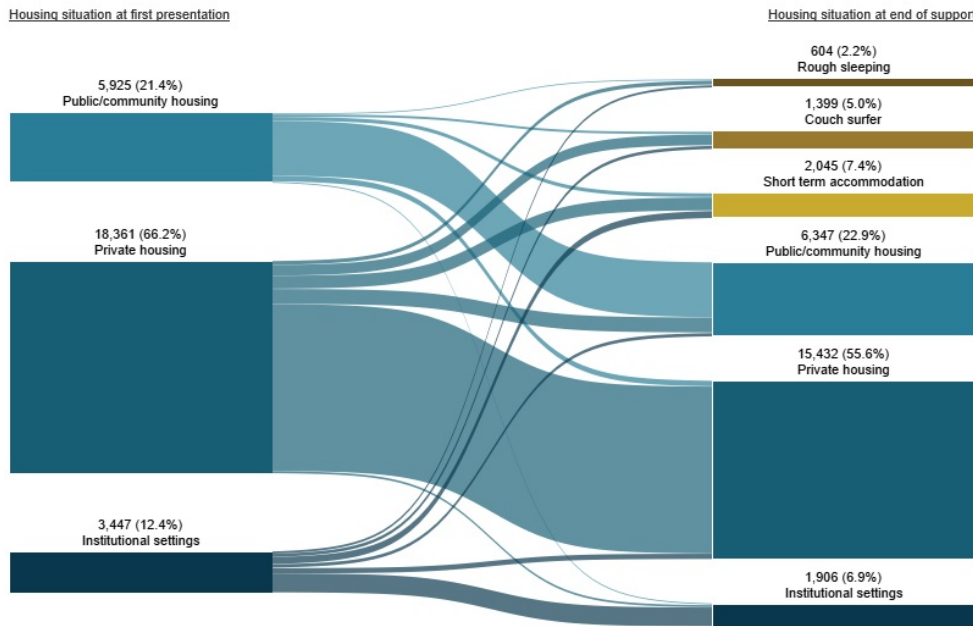 Housing situation at first presentation
Housing situation at end of support
5,925 (21.4%)
Public/community housing
18,361 (66.2%)
Private housing
3,447 (12.4%)
Institutional settings
604 (2.2%)
Rough sleeping
1,399 (5.0%)
Couch surfer
2,045 (7.4%)
Short term accommodation
6,347 (22.9%)
Public/community housing
15,432 (55.6%)
Private housing
1,906 (6.9%)
Institutional settings